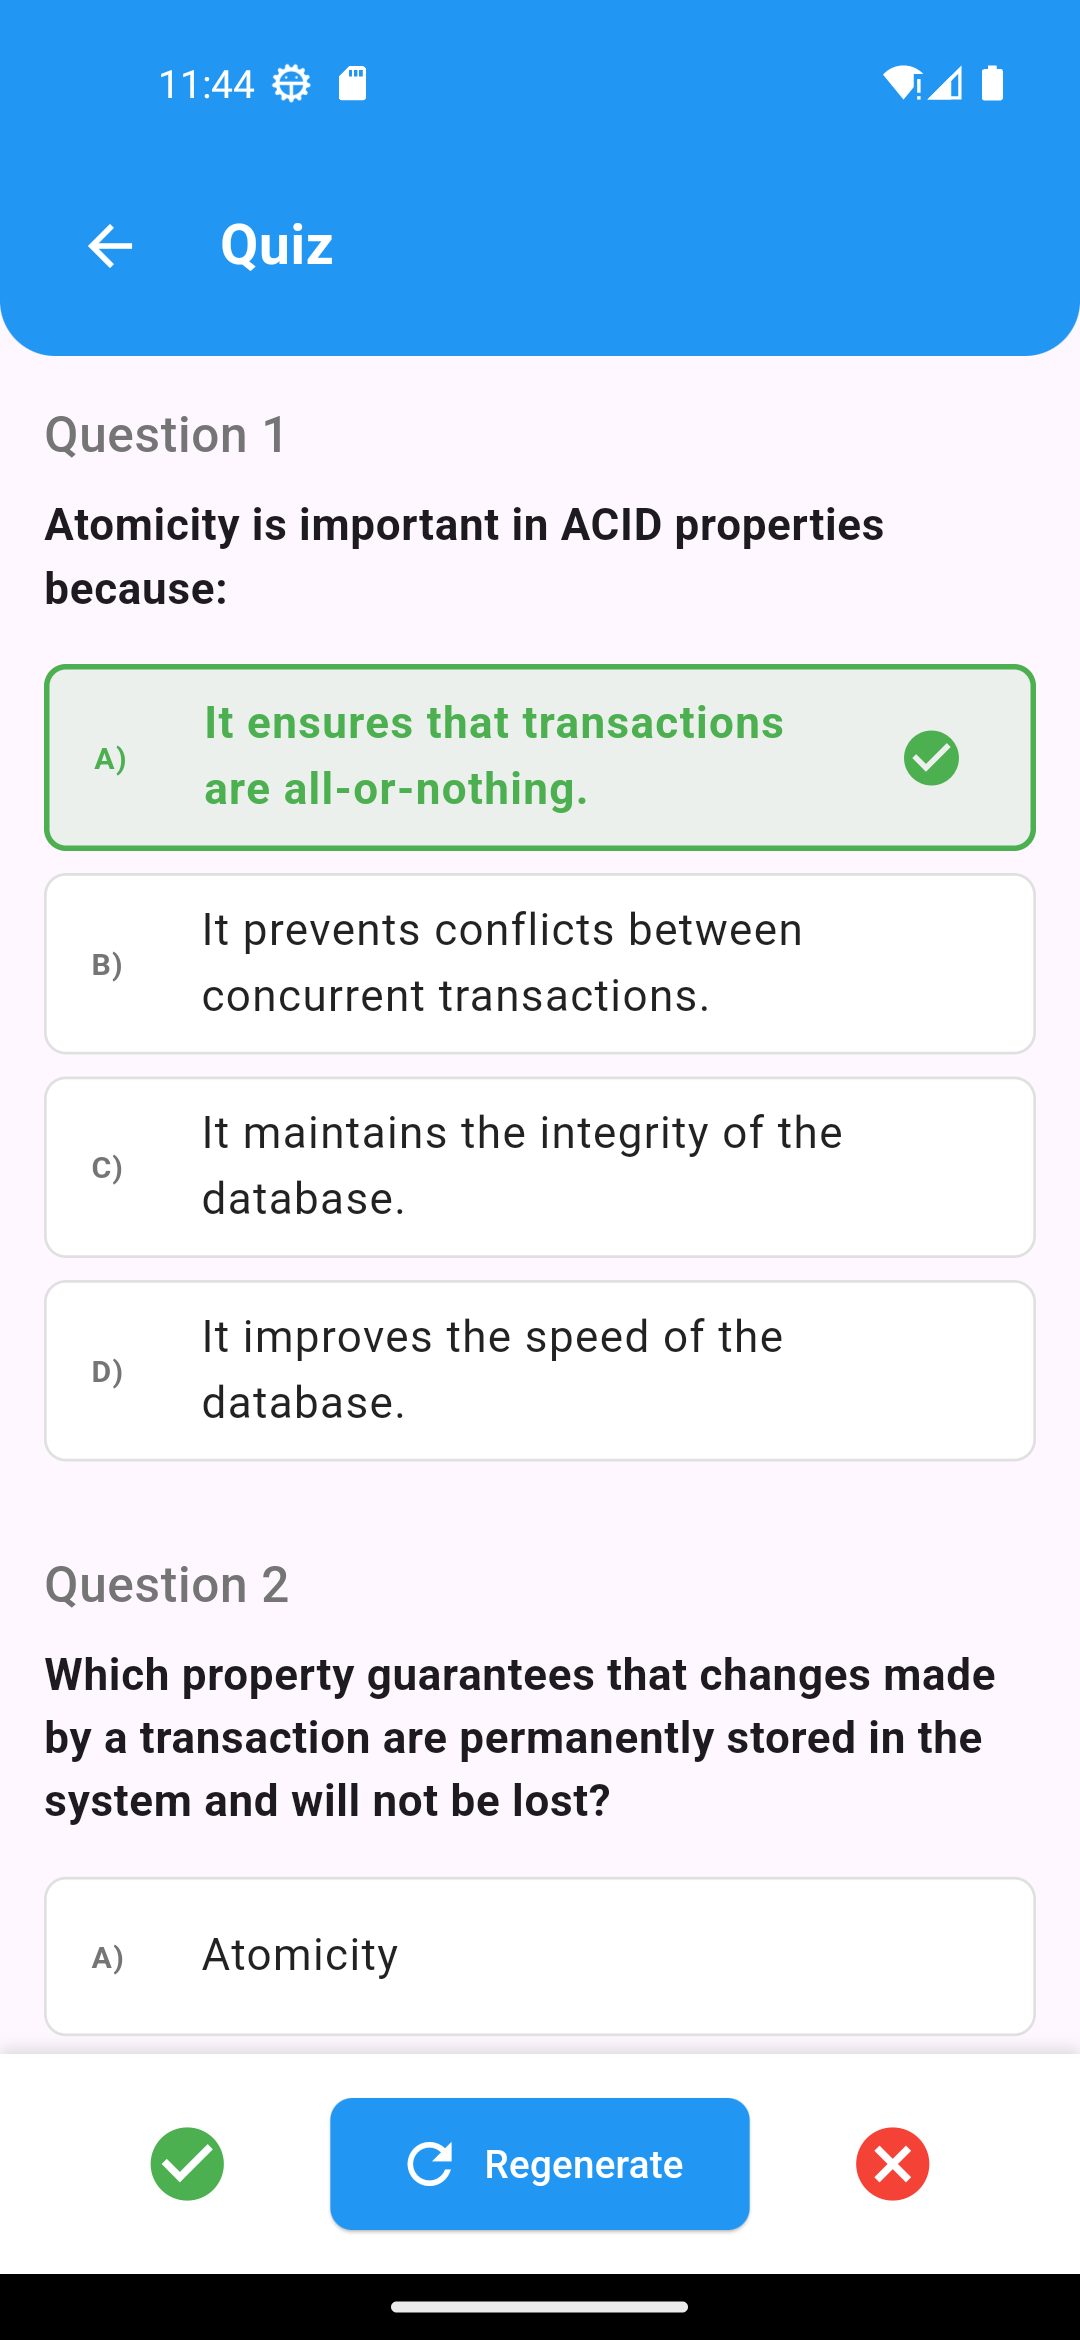 11:44
Quiz
Question 1
Atomicity is important in ACID properties
because:
A)
It ensures that transactions
are all-or-nothing.
B)
It prevents conflicts between
concurrent transactions.
C)
It maintains the integrity of the
database.
D)
It improves the speed of the
database.
Question 2
Which property guarantees that changes made
by a transaction are permanently stored in the
system and will not be lost?
A)
Atomicity
Regenerate